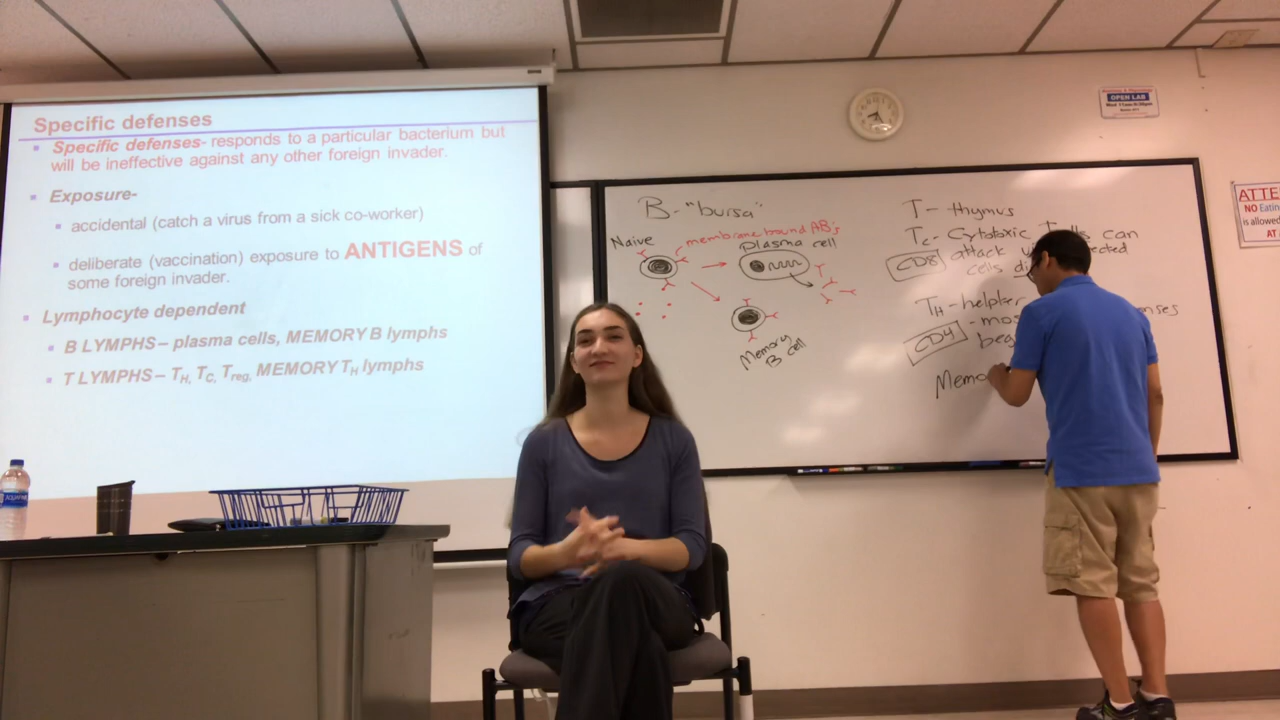 Specific defenses
Specific defenses- responds to a particular bacterium but
will be ineffective against any other foreign invader.
Exposure-
accidental (catch a virus from a sick co-worker)
deliberate (vaccination) exposure to ANTIGENS of
some foreign invader.
Lymphocyte dependent
B LYMPHS – plasma cells, MEMORY B lymphs
T LYMPHS – TH, TC, Treg, MEMORY TH lymphs
B - "bursa"
Naive
membrane bound AB's
plasma cell
Memory
B cell
T - thymus
Tc - Cytotoxic T cells can
CD8
attack
cells
TH - helper
CD4
Memo
OPEN LAB
ATTE
NO Eatin
is allowed
AT